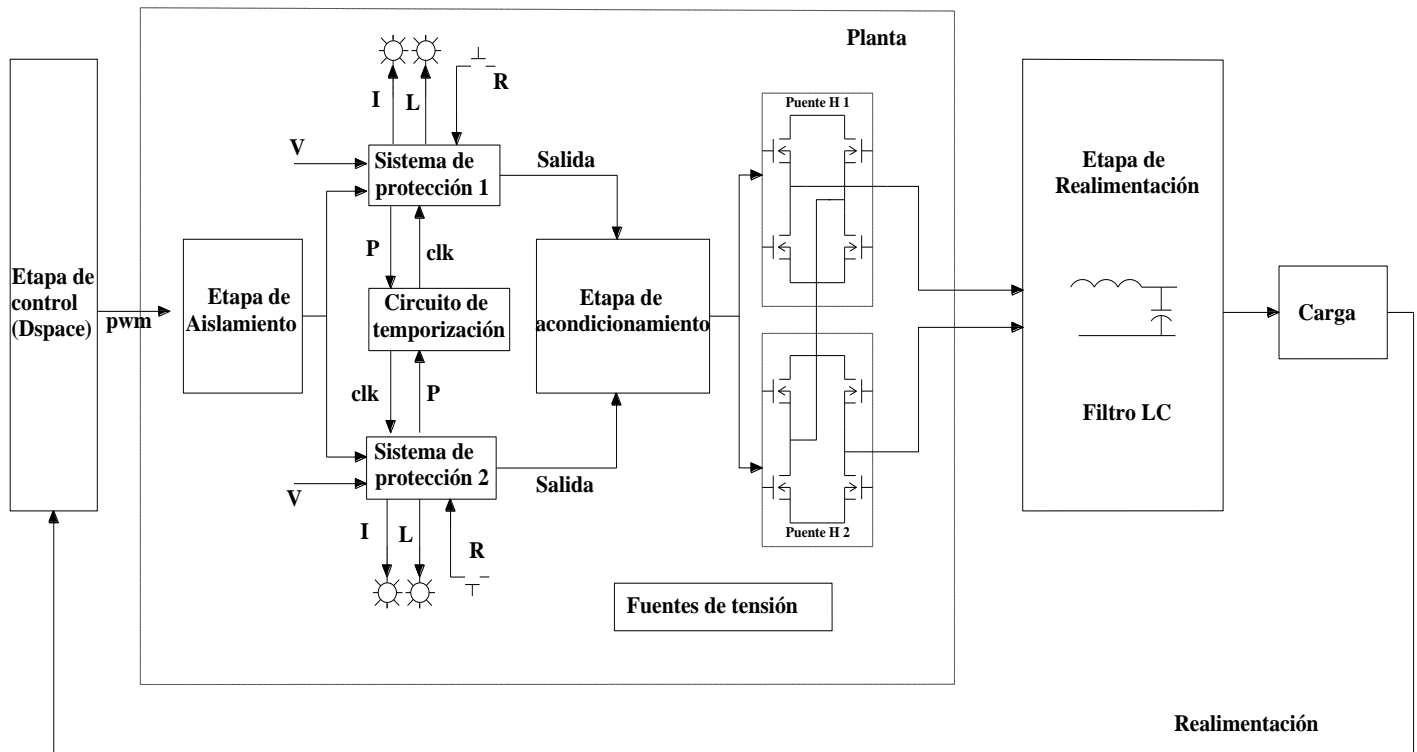 Planta
I
L
R
V
Sistema de
protección 1
Salida
P
clk
Etapa de
control
(Dspace)
pwm
Etapa de
Aislamiento
Circuito de
temporización
Etapa de
acondicionamiento
clk
P
Sistema de
protección 2
V
Salida
I
L
R
Puente H 1
Puente H 2
Fuentes de tensión
Etapa de
Realimentación
Filtro LC
Carga
Realimentación